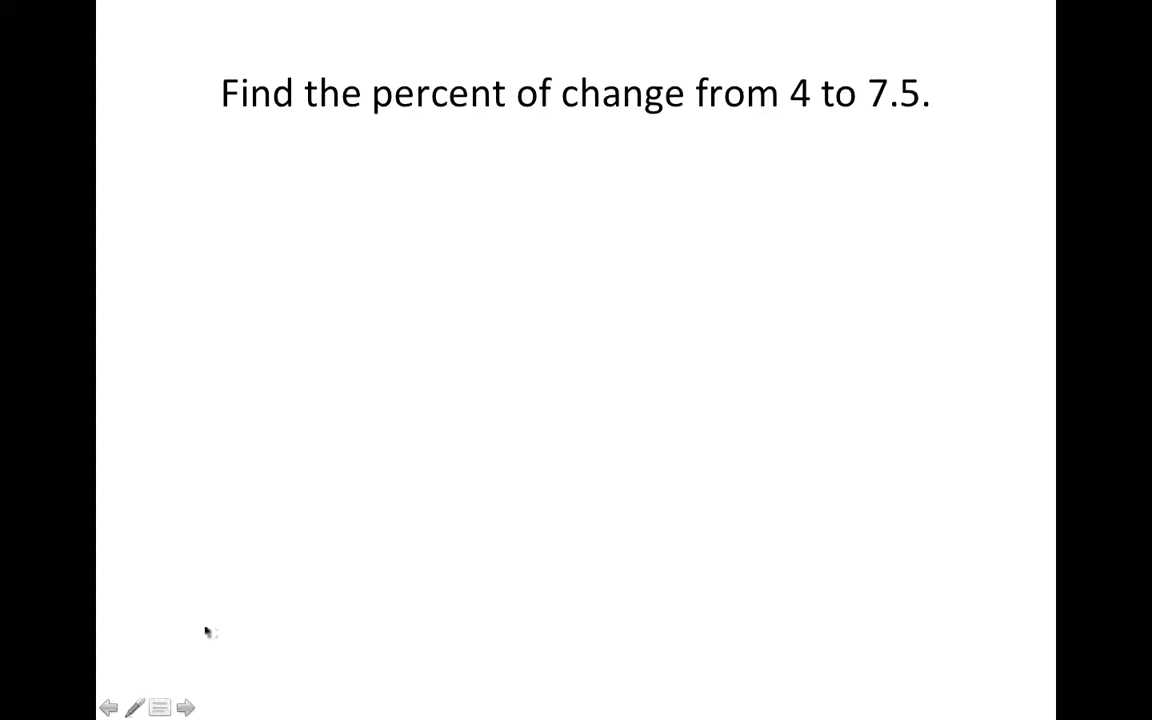 Find the percent of change from 4 to 7.5.